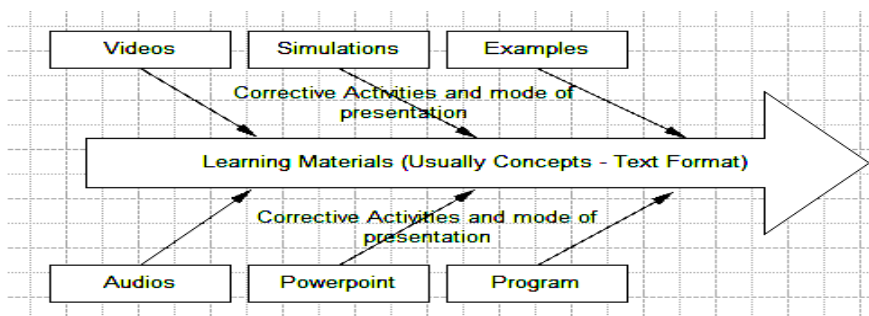 Videos
Simulations
Examples
Corrective Activities and mode of
presentation
Learning Materials (Usually Concepts - Text Format)
Corrective Activities and mode of
presentation
Audios
Powerpoint
Program